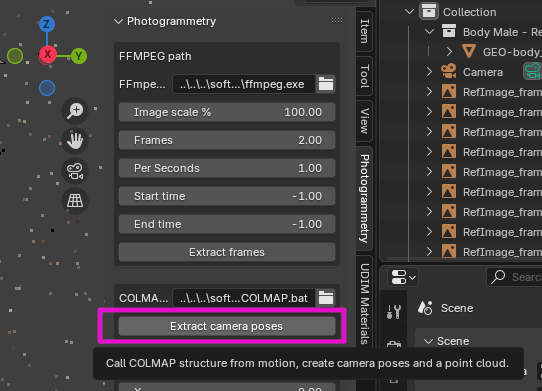 Photogrammetry
FFMPEG path
FFmpe... ..\..\..\soft...\ffmpeg.exe
Image scale % 100.00
Frames 2.00
Per Seconds 1.00
Start time -1.00
End time -1.00
Extract frames
COLMA... ..\..\..\soft...COLMAP.bat
Extract camera poses
Call COLMAP structure from motion, create camera poses and a point cloud.
Z
X
Y
Item
Tool
View
Photogrammetry
UDIM Materials
Collection
Body Male - Re
GEO-body_
Camera
RefImage_fram
RefImage_fram
RefImage_fram
RefImage_fram
RefImage_fram
RefImage_fram
RefImage_fram
RefImage_fram
RefImage_fram
Search
Scene
Scene